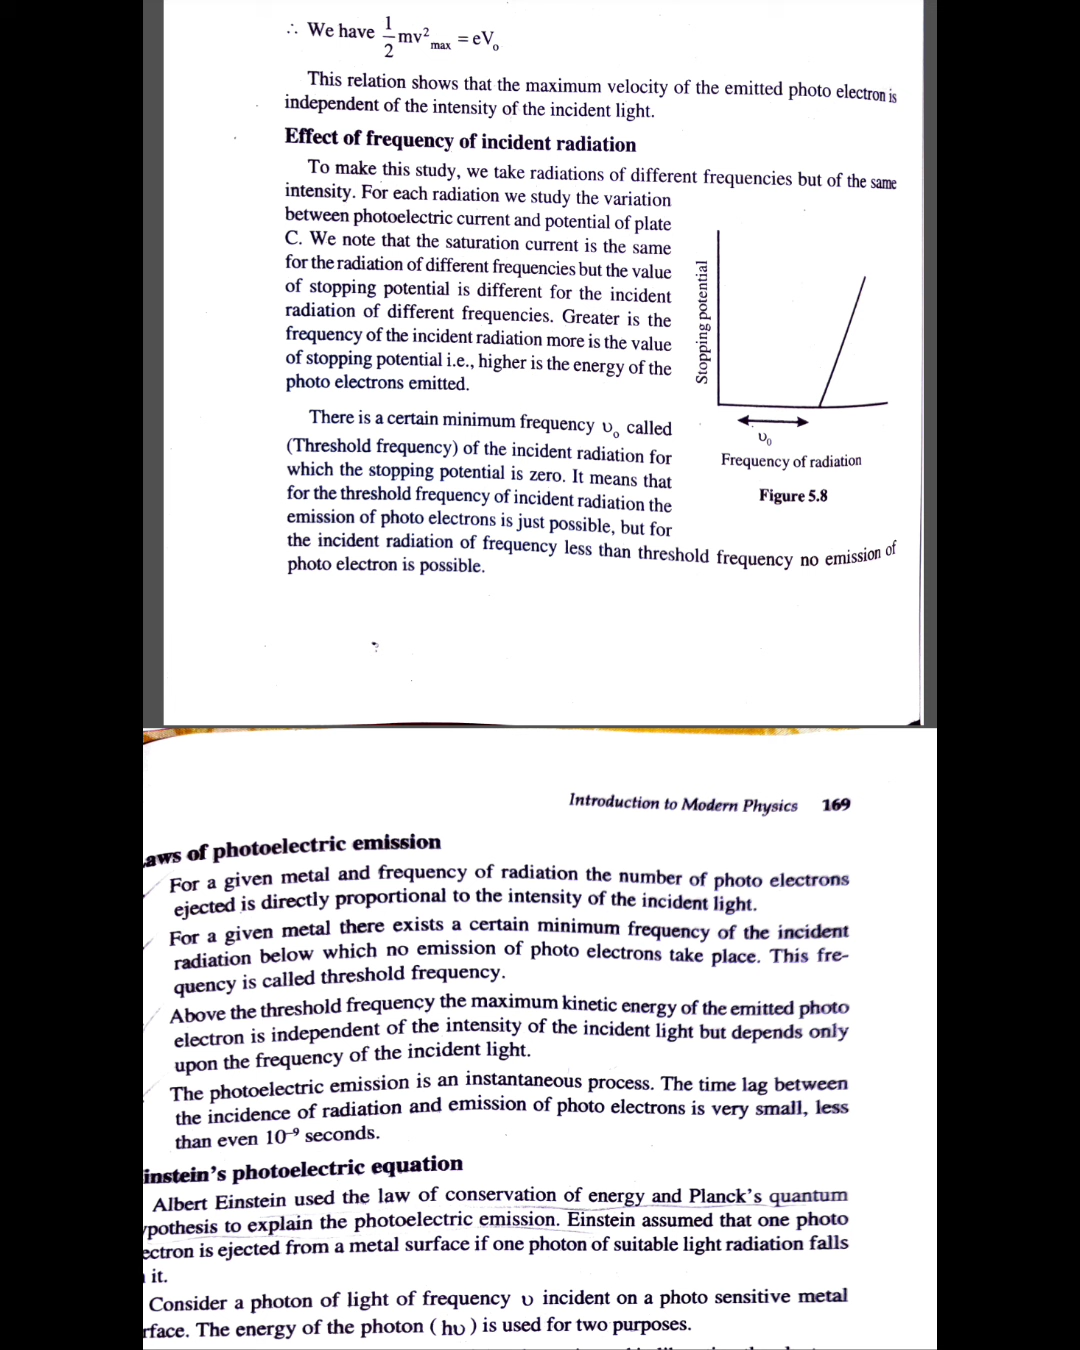 ∴ We have 1/2 mv²max = eVo
This relation shows that the maximum velocity of the emitted photo electron is
independent of the intensity of the incident light.
Effect of frequency of incident radiation
To make this study, we take radiations of different frequencies but of the same
intensity. For each radiation we study the variation
between photoelectric current and potential of plate
C. We note that the saturation current is the same
for the radiation of different frequencies but the value
of stopping potential is different for the incident
radiation of different frequencies. Greater is the
frequency of the incident radiation more is the value
of stopping potential i.e., higher is the energy of the
photo electrons emitted.
There is a certain minimum frequency υo called
(Threshold frequency) of the incident radiation for
which the stopping potential is zero. It means that
for the threshold frequency of incident radiation the
emission of photo electrons is just possible, but for
the incident radiation of frequency less than threshold frequency no emission of
photo electron is possible.
Stopping potential
υ0
Frequency of radiation
Figure 5.8
Introduction to Modern Physics 169
aws of photoelectric emission
For a given metal and frequency of radiation the number of photo electrons
ejected is directly proportional to the intensity of the incident light.
For a given metal there exists a certain minimum frequency of the incident
radiation below which no emission of photo electrons take place. This fre-
quency is called threshold frequency.
Above the threshold frequency the maximum kinetic energy of the emitted photo
electron is independent of the intensity of the incident light but depends only
upon the frequency of the incident light.
The photoelectric emission is an instantaneous process. The time lag between
the incidence of radiation and emission of photo electrons is very small, less
than even 10⁻⁹ seconds.
instein's photoelectric equation
Albert Einstein used the law of conservation of energy and Planck's quantum
ypothesis to explain the photoelectric emission. Einstein assumed that one photo
ectron is ejected from a metal surface if one photon of suitable light radiation falls
it.
Consider a photon of light of frequency υ incident on a photo sensitive metal
rface. The energy of the photon ( hυ ) is used for two purposes.